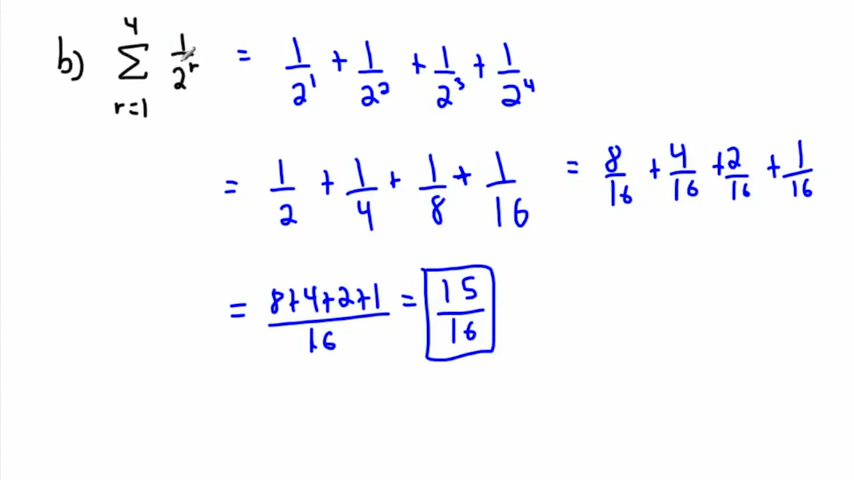 b) 4 Σ r=1 1/2^r = 1/2^1 + 1/2^2 + 1/2^3 + 1/2^4
= 1/2 + 1/4 + 1/8 + 1/16 = 8/16 + 4/16 + 2/16 + 1/16
= 8+4+2+1/16 = 15/16